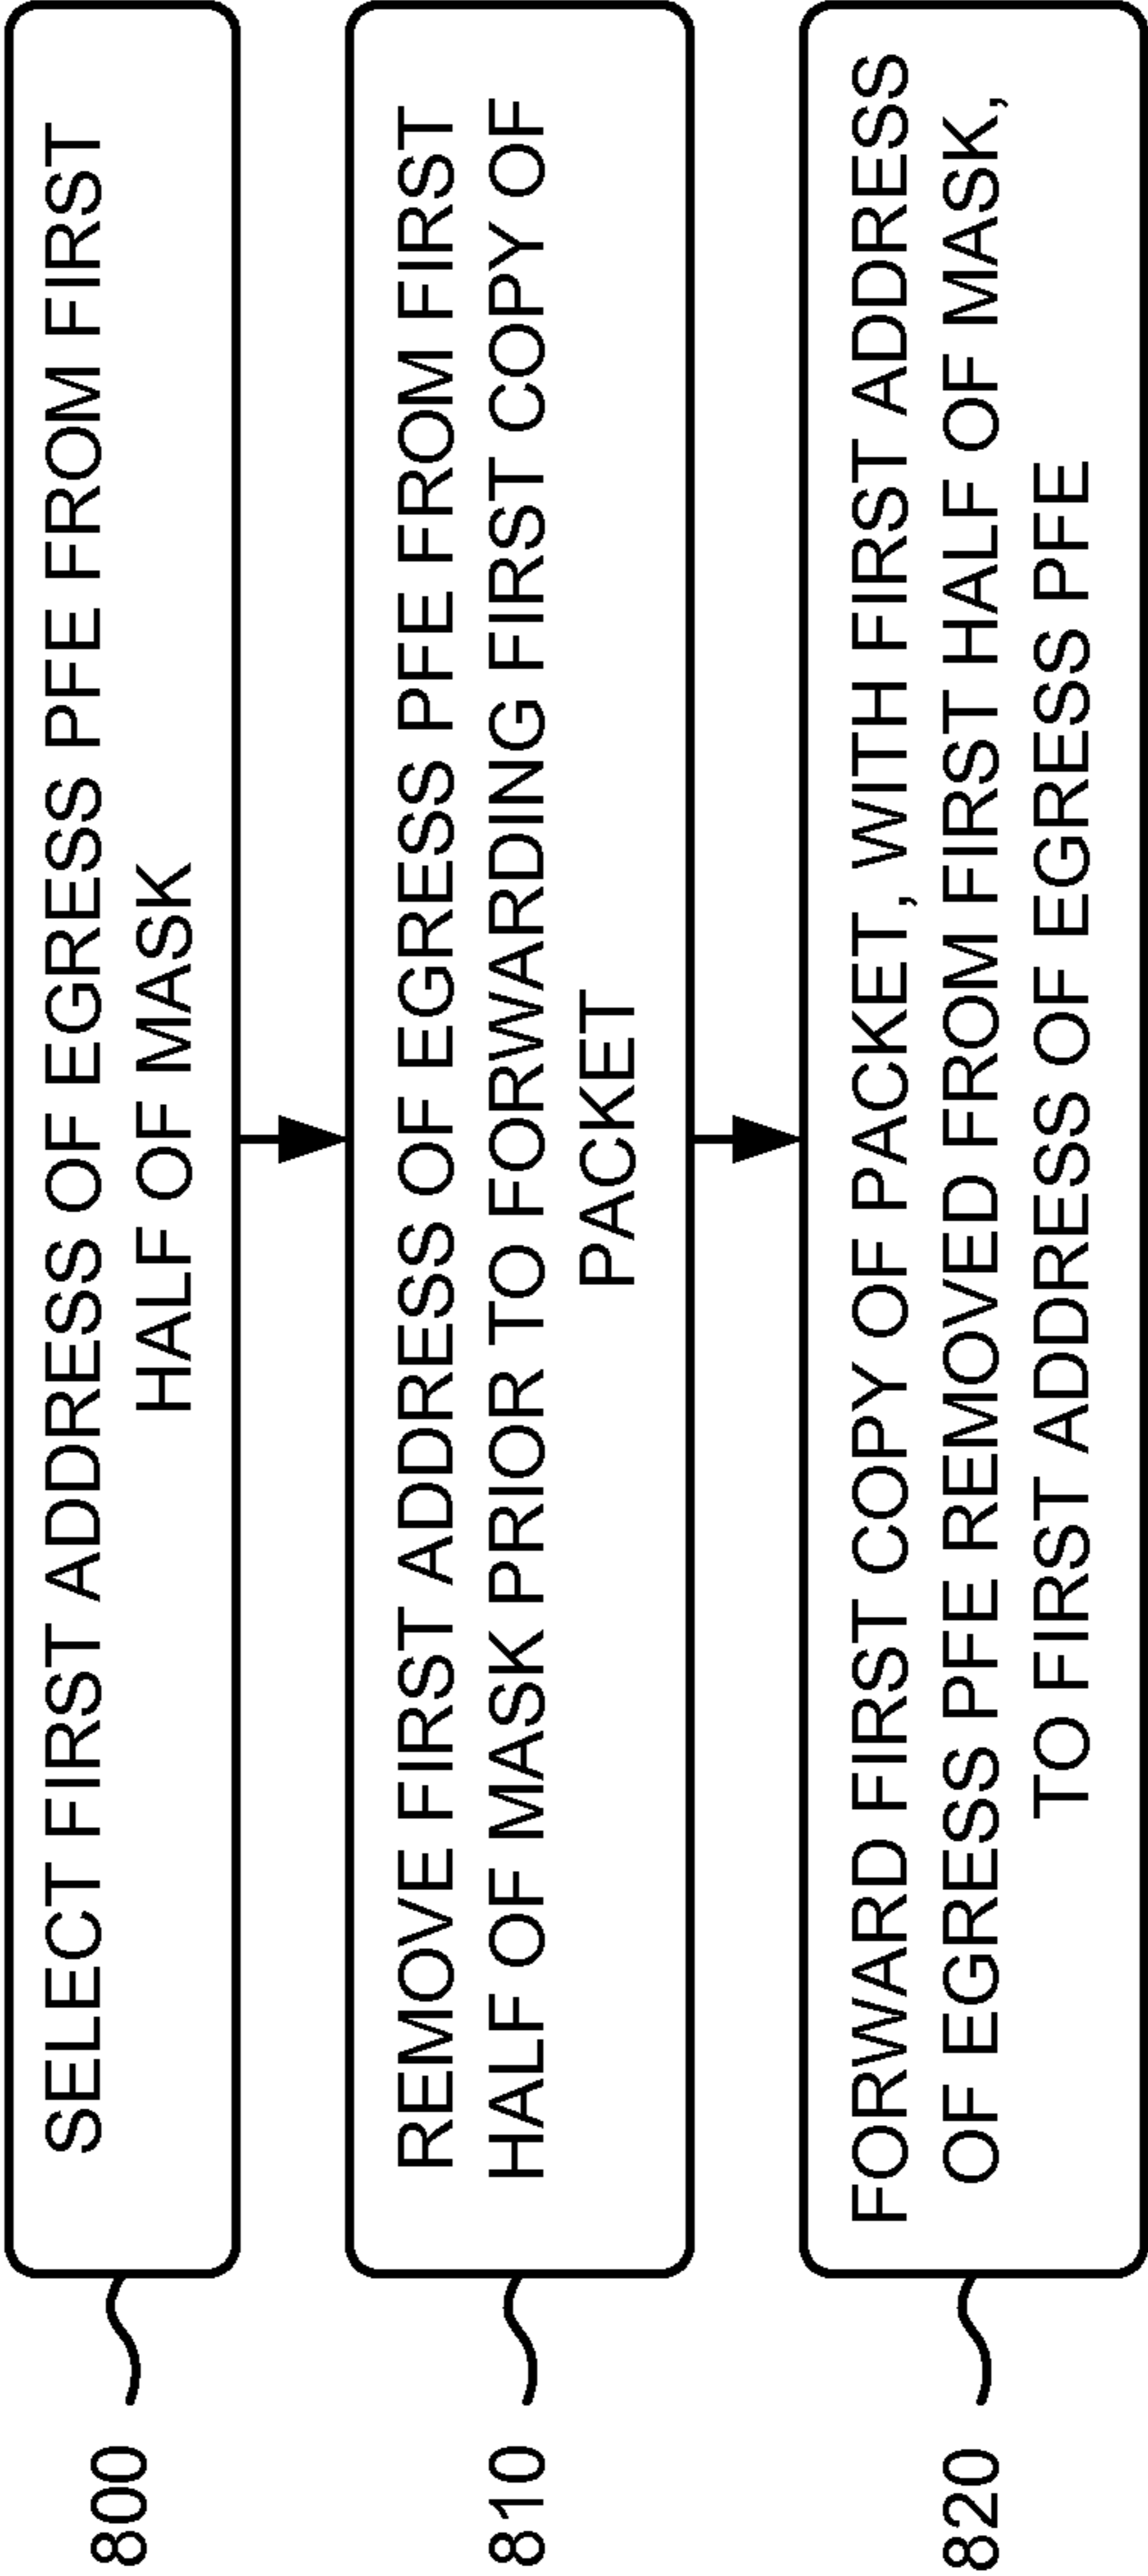 800
SELECT FIRST ADDRESS OF EGRESS PFE FROM FIRST
HALF OF MASK
810
REMOVE FIRST ADDRESS OF EGRESS PFE FROM FIRST
HALF OF MASK PRIOR TO FORWARDING FIRST COPY OF
PACKET
820
FORWARD FIRST COPY OF PACKET, WITH FIRST ADDRESS
OF EGRESS PFE REMOVED FROM FIRST HALF OF MASK,
TO FIRST ADDRESS OF EGRESS PFE